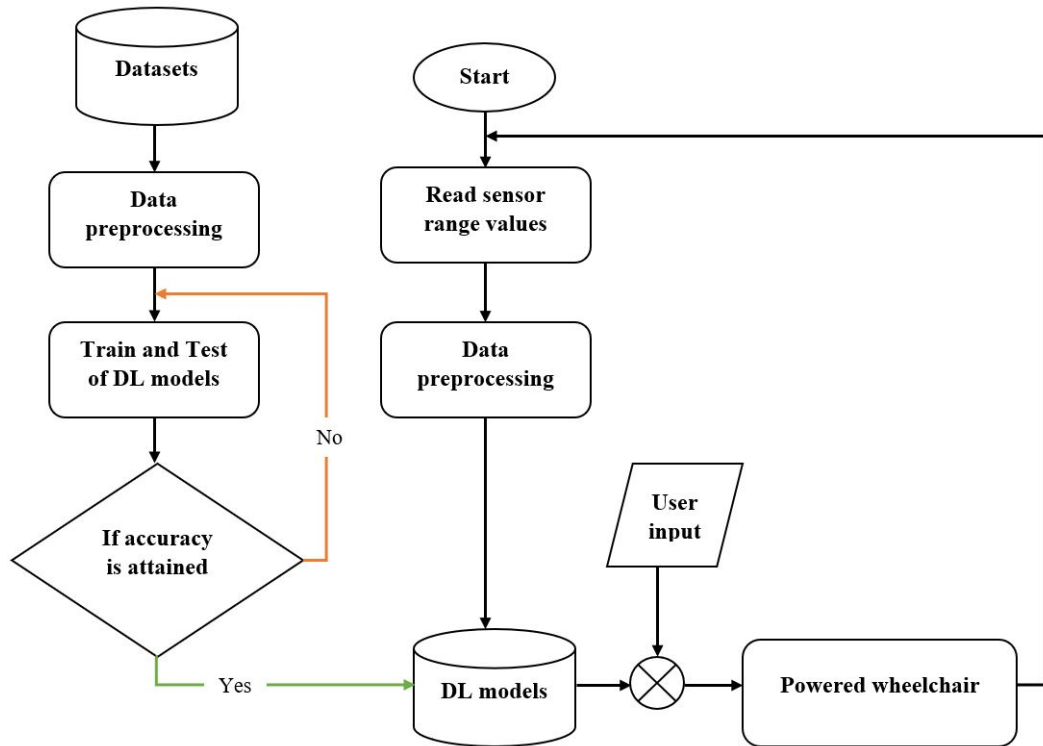 Datasets
Start
Data
preprocessing
Read sensor
range values
Train and Test
of DL models
Data
preprocessing
No
If accuracy
is attained
User
input
Yes
DL models
Powered wheelchair